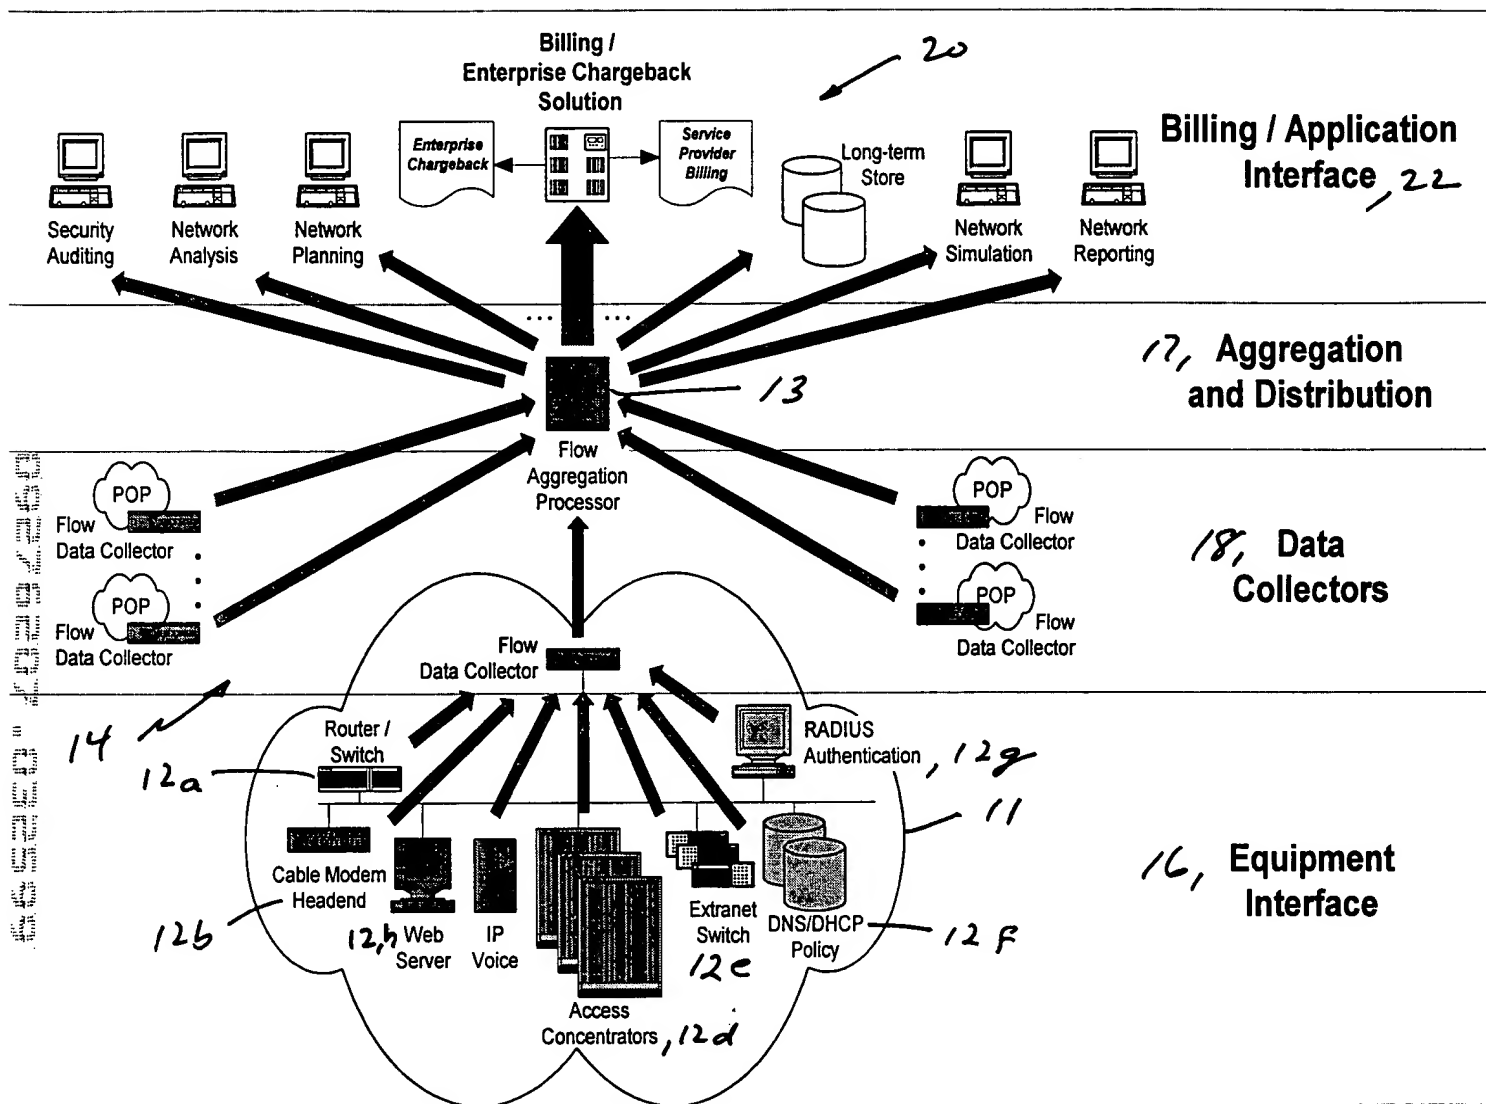 Billing /
Enterprise Chargeback
Solution
20
Enterprise
Chargeback
Service
Provider
Billing
Long-term
Store
Billing / Application
Interface, 22
Security
Auditing
Network
Analysis
Network
Planning
Network
Simulation
Network
Reporting
.... ....
17, Aggregation
and Distribution
13
Flow
Aggregation
Processor
POP
Flow
Data Collector
POP
Flow
Data Collector
POP
Flow
Data Collector
POP
Flow
Data Collector
18, Data
Collectors
Flow
Data Collector
14
Router /
Switch
12a
RADIUS
Authentication, 12g
11
Cable Modem
Headend
12b
12,h Web
Server
IP
Voice
Access
Concentrators, 12d
Extranet
Switch
12e
DNS/DHCP
Policy
12f
16, Equipment
Interface